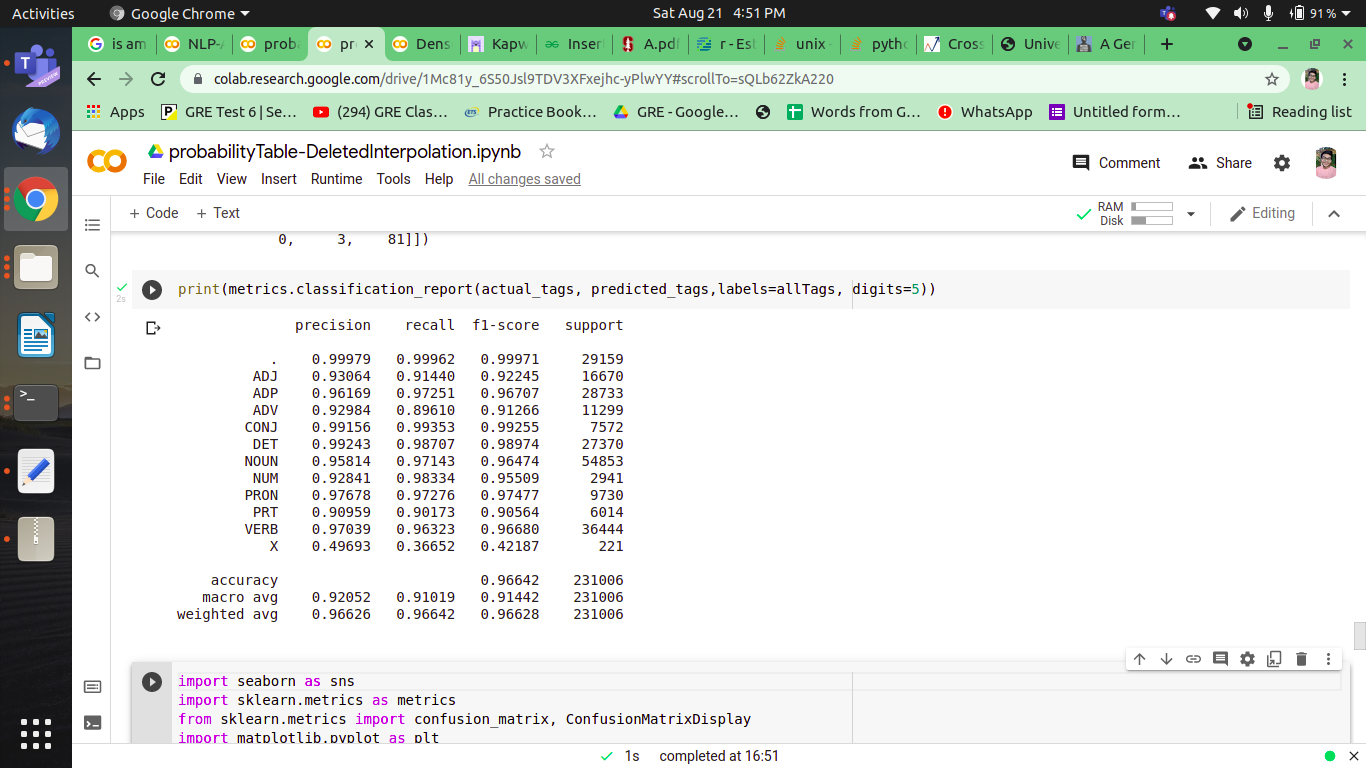 Activities Google Chrome Sat Aug 21 4:51 PM 91%
G is am NLP- prob pr Dens Kapw Inser A.pdf r - Est unix pytho Cross Unive A Ger
colab.research.google.com/drive/1Mc81y_6S50Jsl9TDV3XFxejhc-yPlwYY#scrollTo=sQLb62ZkA220
Apps GRE Test 6 | Se... (294) GRE Clas... Practice Book... GRE - Google... Words from G... WhatsApp Untitled form... Reading list
probabilityTable-DeletedInterpolation.ipynb
Comment Share
File Edit View Insert Runtime Tools Help All changes saved
+ Code + Text RAM Disk Editing
0, 3, 81]])
2s
print(metrics.classification_report(actual_tags, predicted_tags,labels=allTags, digits=5))
precision recall f1-score support
. 0.99979 0.99962 0.99971 29159
ADJ 0.93064 0.91440 0.92245 16670
ADP 0.96169 0.97251 0.96707 28733
ADV 0.92984 0.89610 0.91266 11299
CONJ 0.99156 0.99353 0.99255 7572
DET 0.99243 0.98707 0.98974 27370
NOUN 0.95814 0.97143 0.96474 54853
NUM 0.92841 0.98334 0.95509 2941
PRON 0.97678 0.97276 0.97477 9730
PRT 0.90959 0.90173 0.90564 6014
VERB 0.97039 0.96323 0.96680 36444
X 0.49693 0.36652 0.42187 221
accuracy 0.96642 231006
macro avg 0.92052 0.91019 0.91442 231006
weighted avg 0.96626 0.96642 0.96628 231006
import seaborn as sns
import sklearn.metrics as metrics
from sklearn.metrics import confusion_matrix, ConfusionMatrixDisplay
import matplotlib.pyplot as plt
1s completed at 16:51